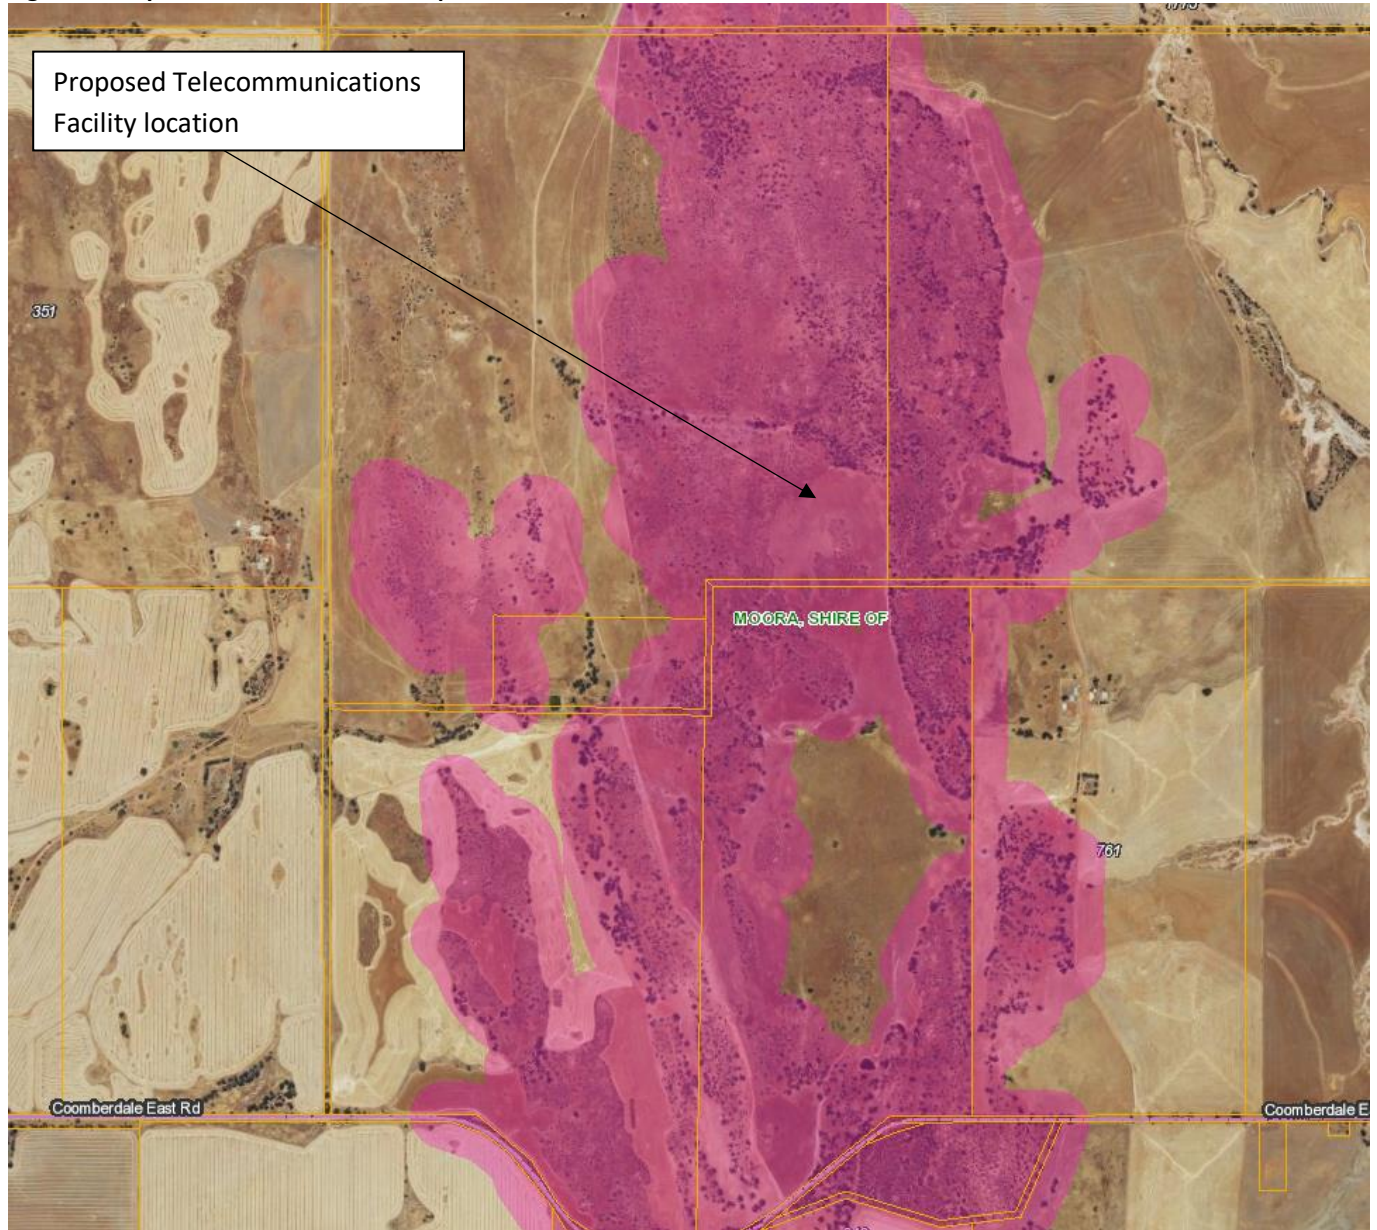 Proposed Telecommunications
Facility location
351
MOORA, SHIRE OF
761
Coomberdale East Rd
Coomberdale E